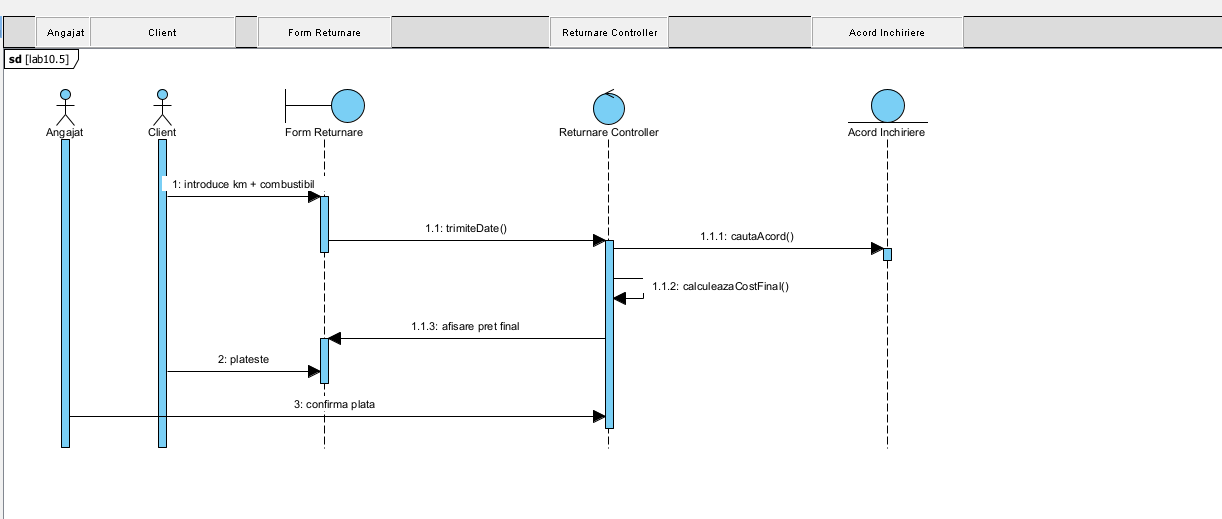 Angajat
Client
Form Returnare
Returnare Controller
Acord Inchiriere
sd [lab10.5]
Angajat
Client
Form Returnare
Returnare Controller
Acord Inchiriere
1: introduce km + combustibil
1.1: trimiteDate()
1.1.1: cautaAcord()
1.1.2: calculeazaCostFinal()
1.1.3: afisare pret final
2: plateste
3: confirma plata